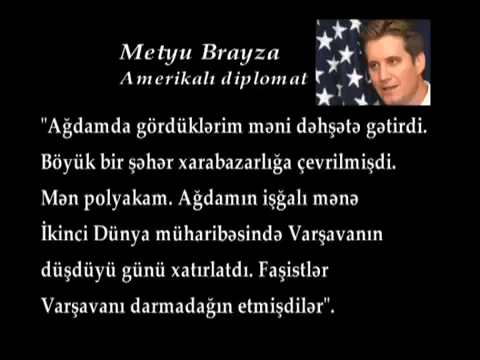 Metyu Brayza
Amerikalı diplomat
"Ağdamda gördüklərim məni dəhşətə gətirdi.
Böyük bir şəhər xarabazarlığa çevrilmişdi.
Mən polyakam. Ağdamın işğalı mənə
İkinci Dünya müharibəsində Varşavanın
düşdüyü günü xatırlatdı. Faşistlər
Varşavanı darmadağın etmişdilər".